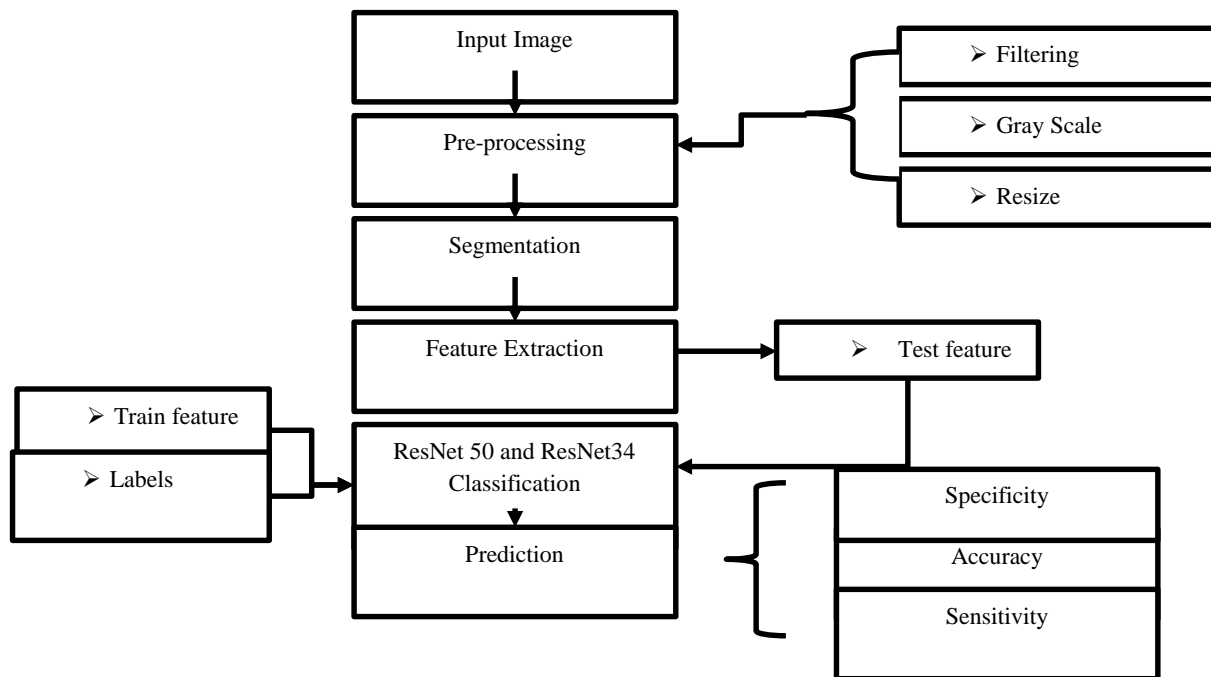 Input Image
Pre-processing
➢ Filtering
➢ Gray Scale
➢ Resize
Segmentation
Feature Extraction
➢ Test feature
➢ Train feature
➢ Labels
ResNet 50 and ResNet34
Classification
Prediction
Specificity
Accuracy
Sensitivity